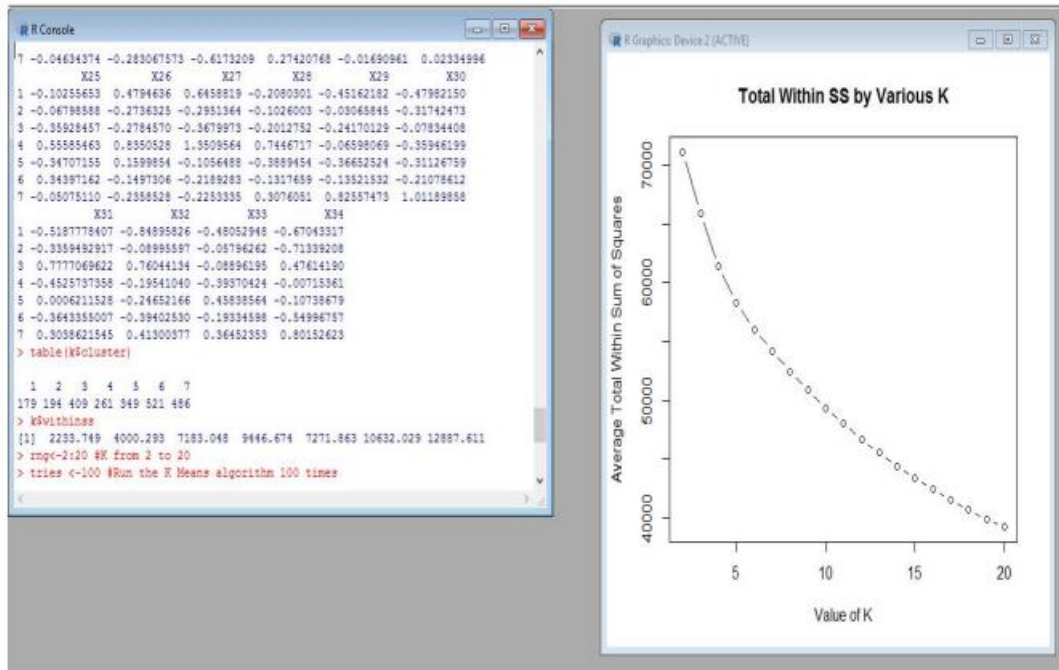 R Console
7 -0.04634374 -0.283067573 -0.6173209 0.27420768 -0.01690961 0.02334996
X25 X26 X27 X28 X29 X30
1 -0.10255653 0.4794636 0.6458819 -0.2080301 -0.45162182 -0.47982150
2 -0.06798588 -0.2736325 -0.2951364 -0.1026003 -0.03065845 -0.31742473
3 -0.35928457 -0.2784570 -0.3679973 -0.2012752 -0.24170129 -0.07834408
4 0.55585463 0.8350528 1.3509564 0.7446717 -0.06598069 -0.35946199
5 -0.34707155 0.1599854 -0.1056488 -0.3889454 -0.36652524 -0.31126759
6 0.34397162 -0.1497306 -0.2189283 -0.1317659 -0.13521532 -0.21078612
7 -0.05075110 -0.2358528 -0.2253335 0.3076051 0.82557473 1.01189858
X31 X32 X33 X34
1 -0.5187778407 -0.84895826 -0.48052948 -0.67043317
2 -0.3359492917 -0.08995597 -0.05796262 -0.71339208
3 0.7777069622 0.76044134 -0.08896195 0.47614190
4 -0.4525737358 -0.19541040 -0.39370424 -0.00715361
5 0.0006211528 -0.24652166 0.45838564 -0.10738679
6 -0.3643355007 -0.39402530 -0.19334598 -0.54996757
7 0.3038621545 0.41300377 0.36452353 0.80152623
> table(k$cluster)
1 2 3 4 5 6 7
179 194 409 261 349 521 486
> k$withinss
[1] 2233.749 4000.293 7183.048 9446.674 7271.863 10632.029 12887.611
> rng<-2:20 #K from 2 to 20
> tries <-100 #Run the K Means algorithm 100 times
R Graphics: Device 2 (ACTIVE)
Total Within SS by Various K
Average Total Within Sum of Squares
70000
60000
50000
40000
5 10 15 20
Value of K